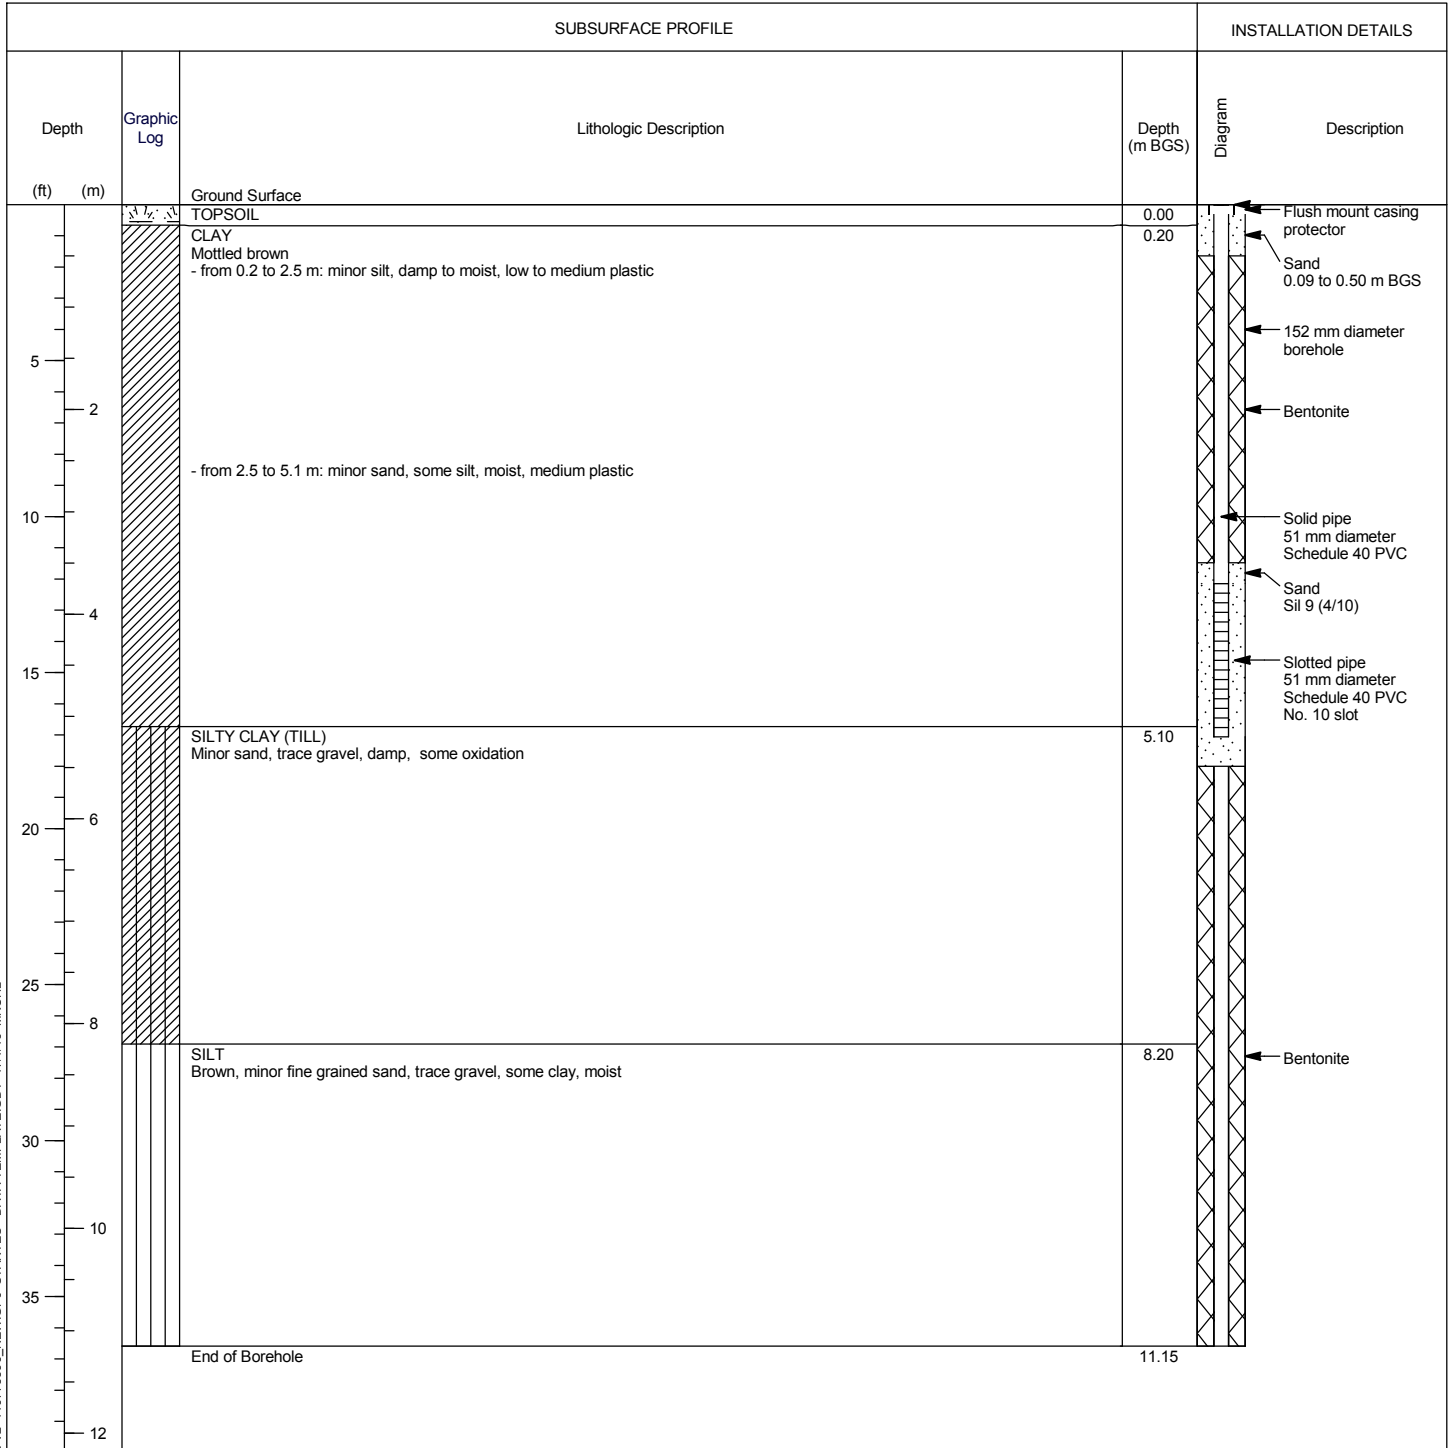 SUBSURFACE PROFILE
INSTALLATION DETAILS
Depth
Graphic
Log
Lithologic Description
Depth
(m BGS)
Diagram
Description
(ft)
(m)
Ground Surface
TOPSOIL
0.00
CLAY
0.20
Mottled brown
- from 0.2 to 2.5 m: minor silt, damp to moist, low to medium plastic
- from 2.5 to 5.1 m: minor sand, some silt, moist, medium plastic
SILTY CLAY (TILL)
5.10
Minor sand, trace gravel, damp, some oxidation
SILT
8.20
Brown, minor fine grained sand, trace gravel, some clay, moist
End of Borehole
11.15
5
10
15
20
25
30
35
2
4
6
8
10
12
Flush mount casing
protector
Sand
0.09 to 0.50 m BGS
152 mm diameter
borehole
Bentonite
Solid pipe
51 mm diameter
Schedule 40 PVC
Sand
Sil 9 (4/10)
Slotted pipe
51 mm diameter
Schedule 40 PVC
No. 10 slot
Bentonite